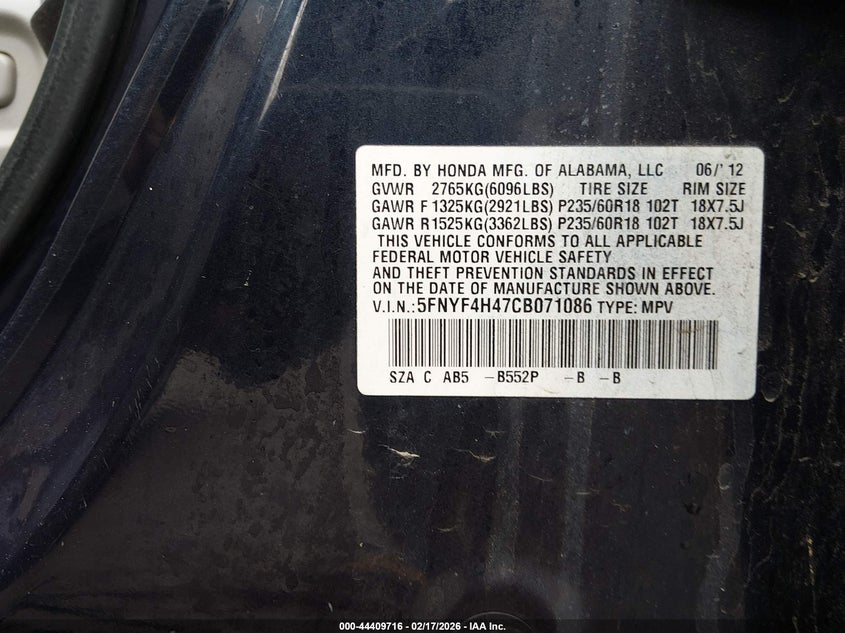 MFD. BY HONDA MFG. OF ALABAMA, LLC 06/'12
GVWR 2765KG(6096LBS) TIRE SIZE RIM SIZE
GAWR F 1325KG(2921LBS) P235/60R18 102T 18X7.5J
GAWR R1525KG(3362LBS) P235/60R18 102T 18X7.5J
THIS VEHICLE CONFORMS TO ALL APPLICABLE
FEDERAL MOTOR VEHICLE SAFETY
AND THEFT PREVENTION STANDARDS IN EFFECT
ON THE DATE OF MANUFACTURE SHOWN ABOVE.
V.I.N.:5FNYF4H47CB071086 TYPE: MPV
SZA C AB5 -B552P -B -B
000-44409716 - 02/17/2026 - IAA Inc.